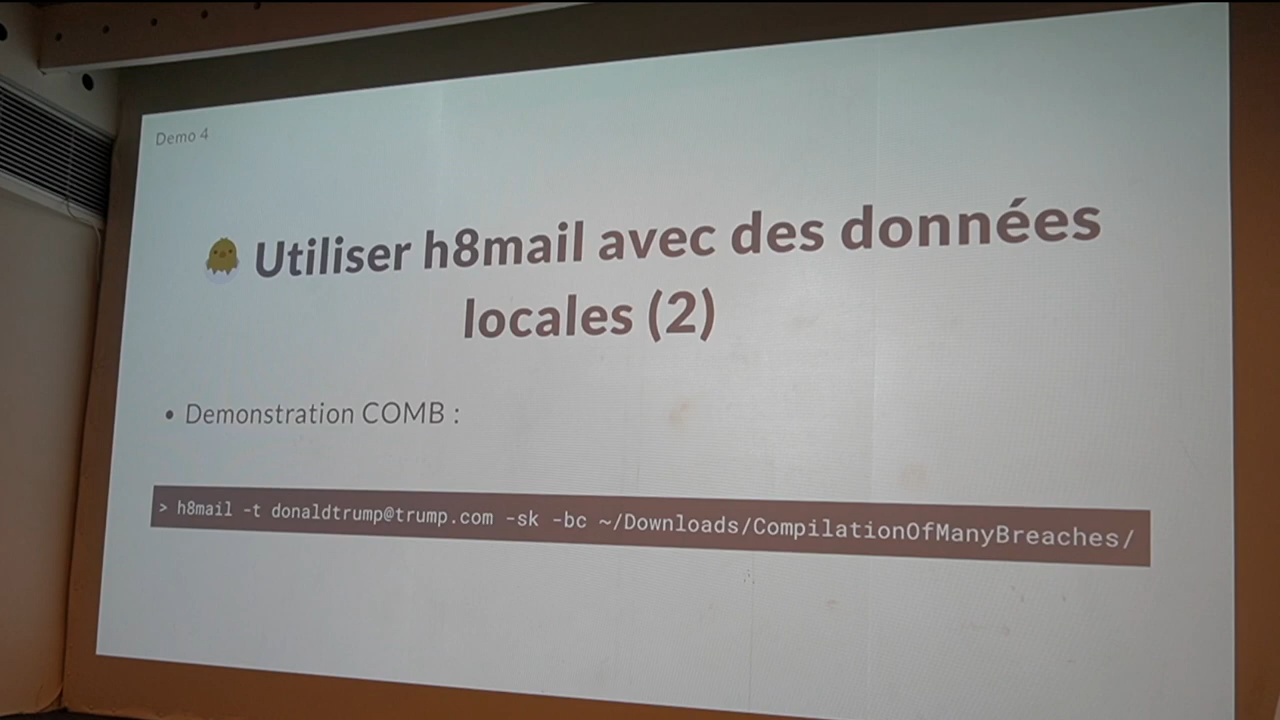 Demo 4
Utiliser h8mail avec des données
locales (2)
• Demonstration COMB :
> h8mail -t donaldtrump@trump.com -sk -bc ~/Downloads/CompilationOfManyBreaches/